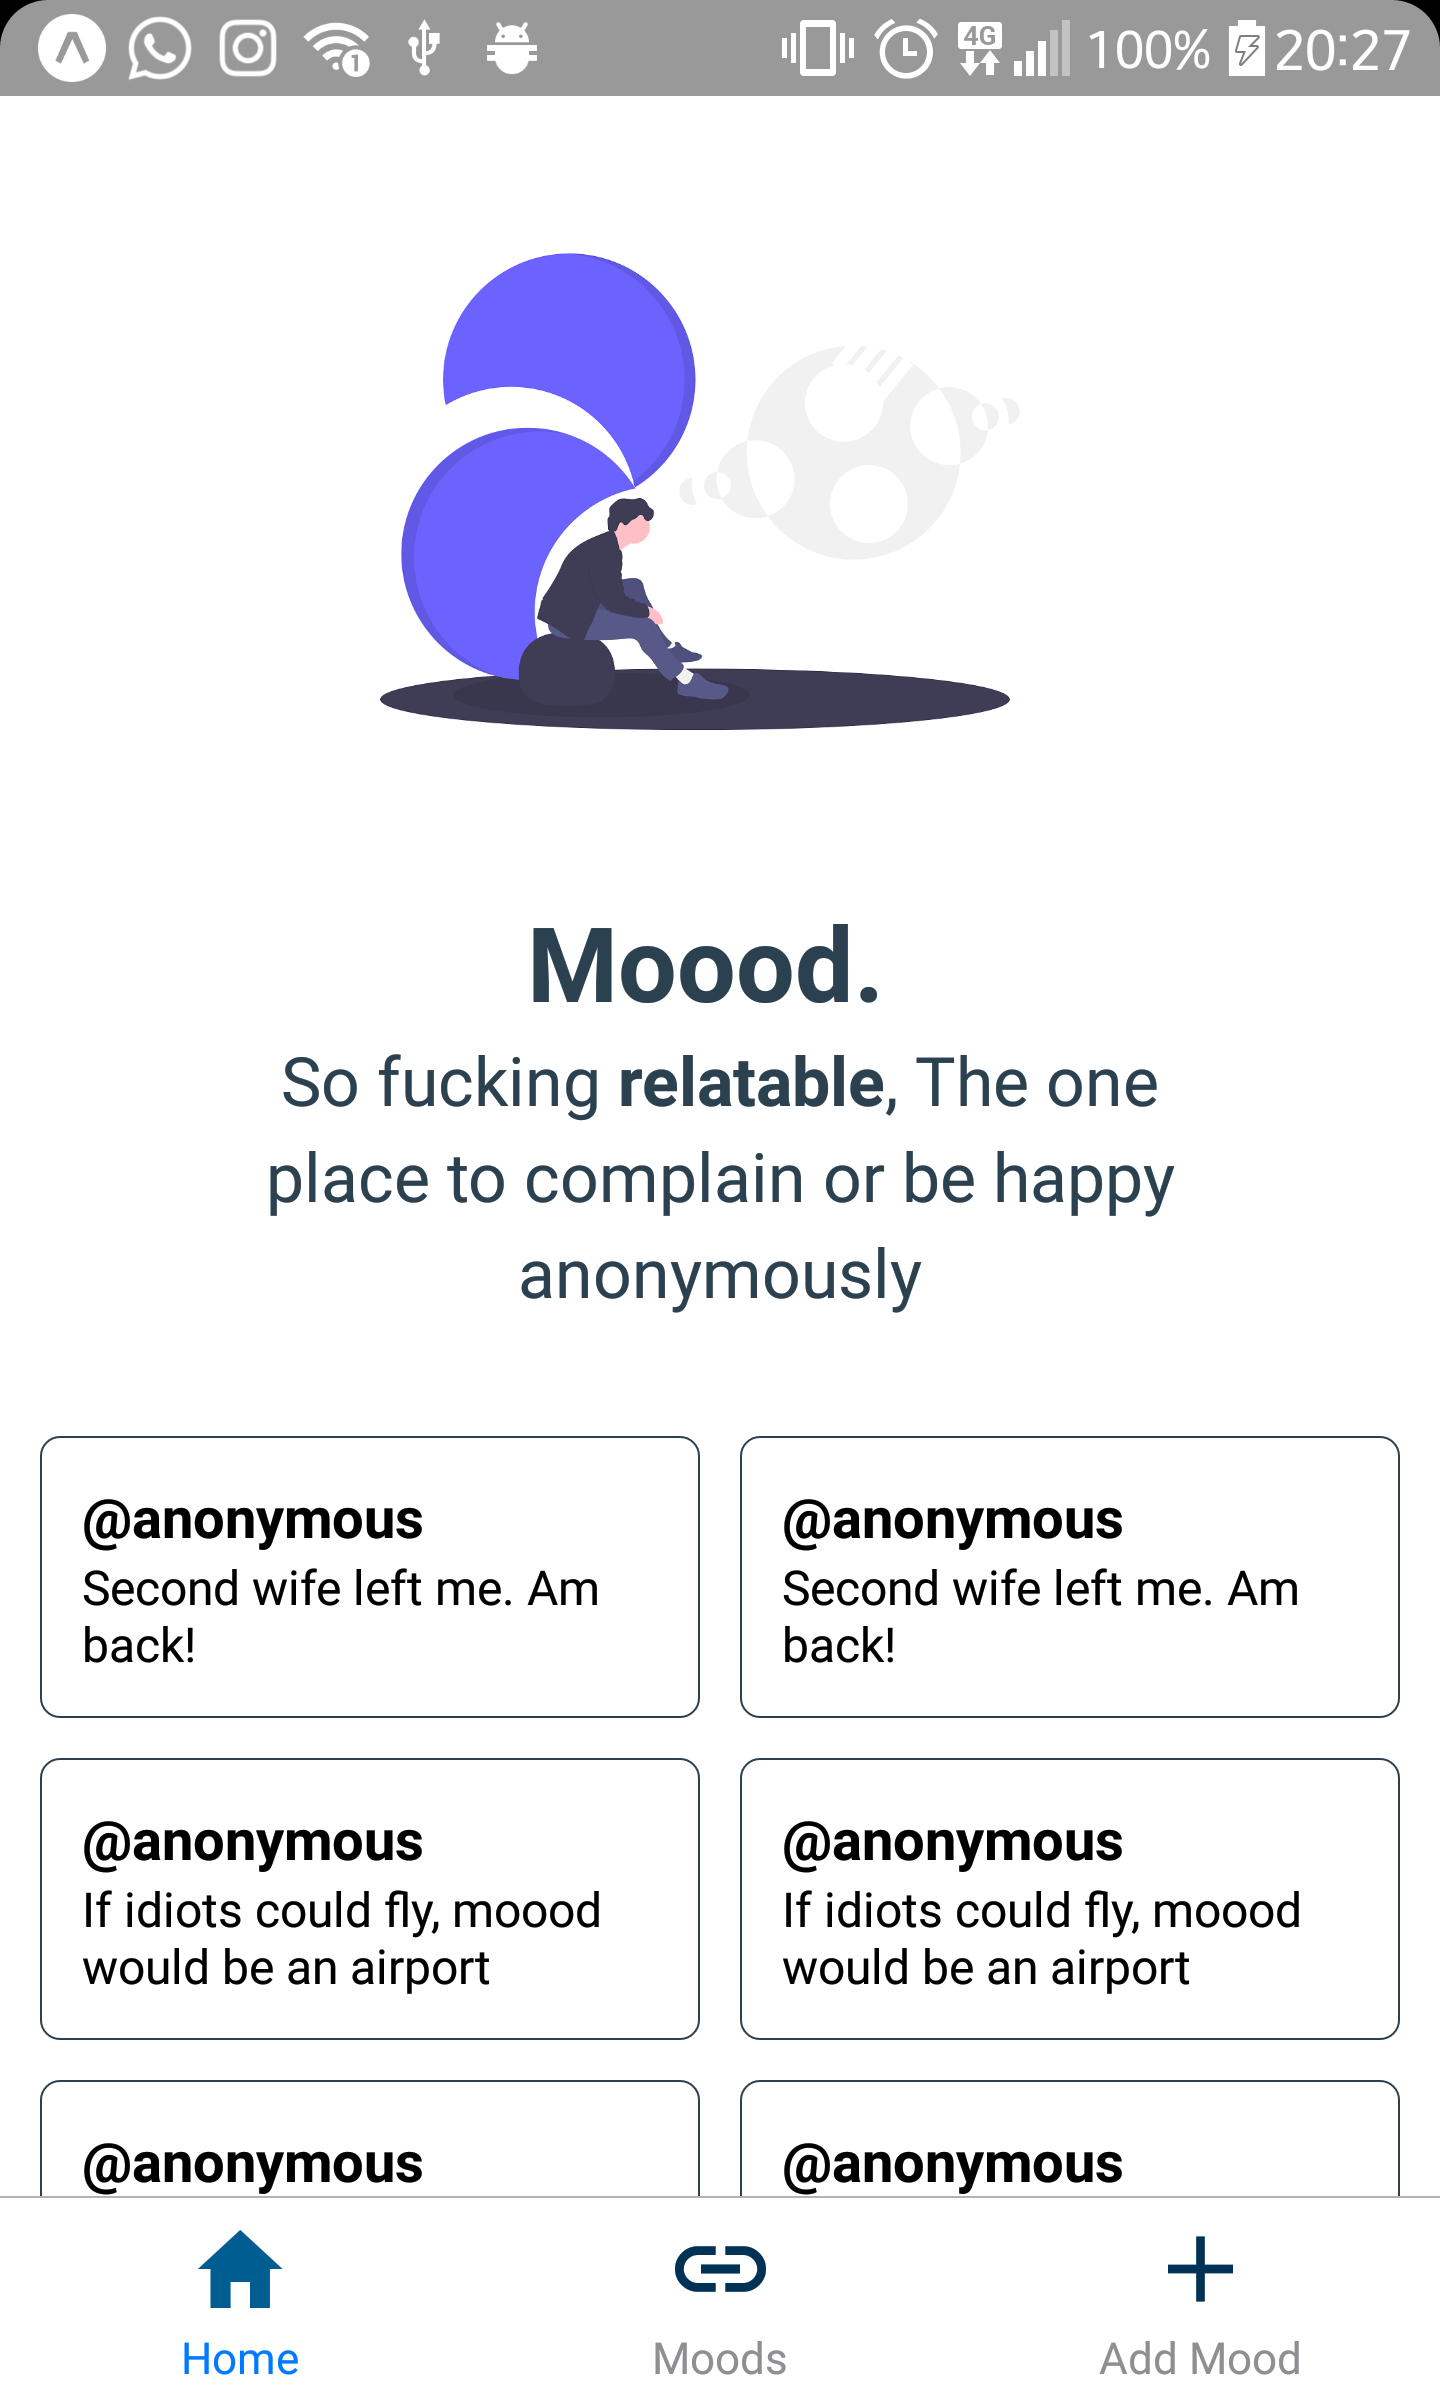 1 4G 100% 20:27
Moood.
So fucking relatable, The one
place to complain or be happy
anonymously
@anonymous @anonymous
Second wife left me. Am Second wife left me. Am
back! back!
@anonymous @anonymous
If idiots could fly, moood If idiots could fly, moood
would be an airport would be an airport
@anonymous @anonymous
Home Moods Add Mood